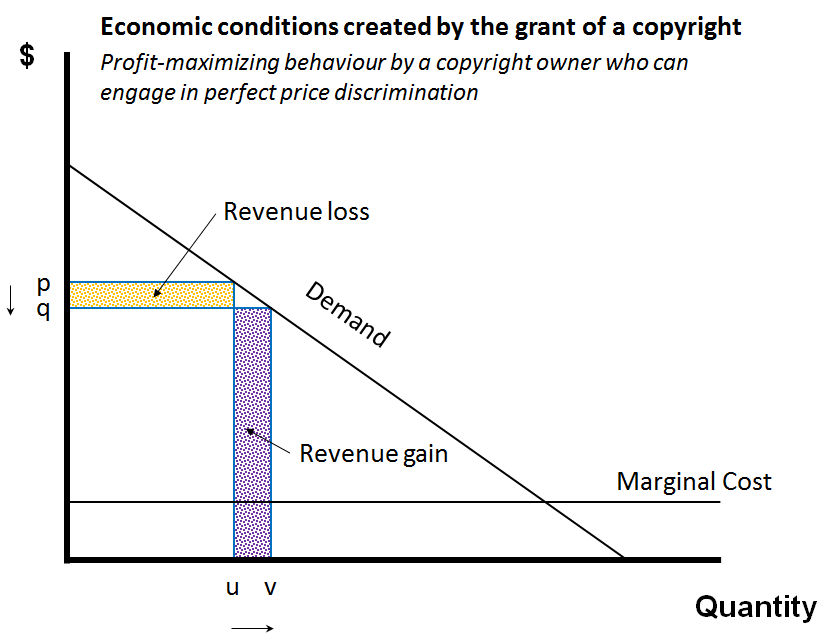 Economic conditions created by the grant of a copyright
$
Profit-maximizing behaviour by a copyright owner who can
engage in perfect price discrimination
Revenue loss
p
q
Demand
Revenue gain
Marginal Cost
u v
Quantity